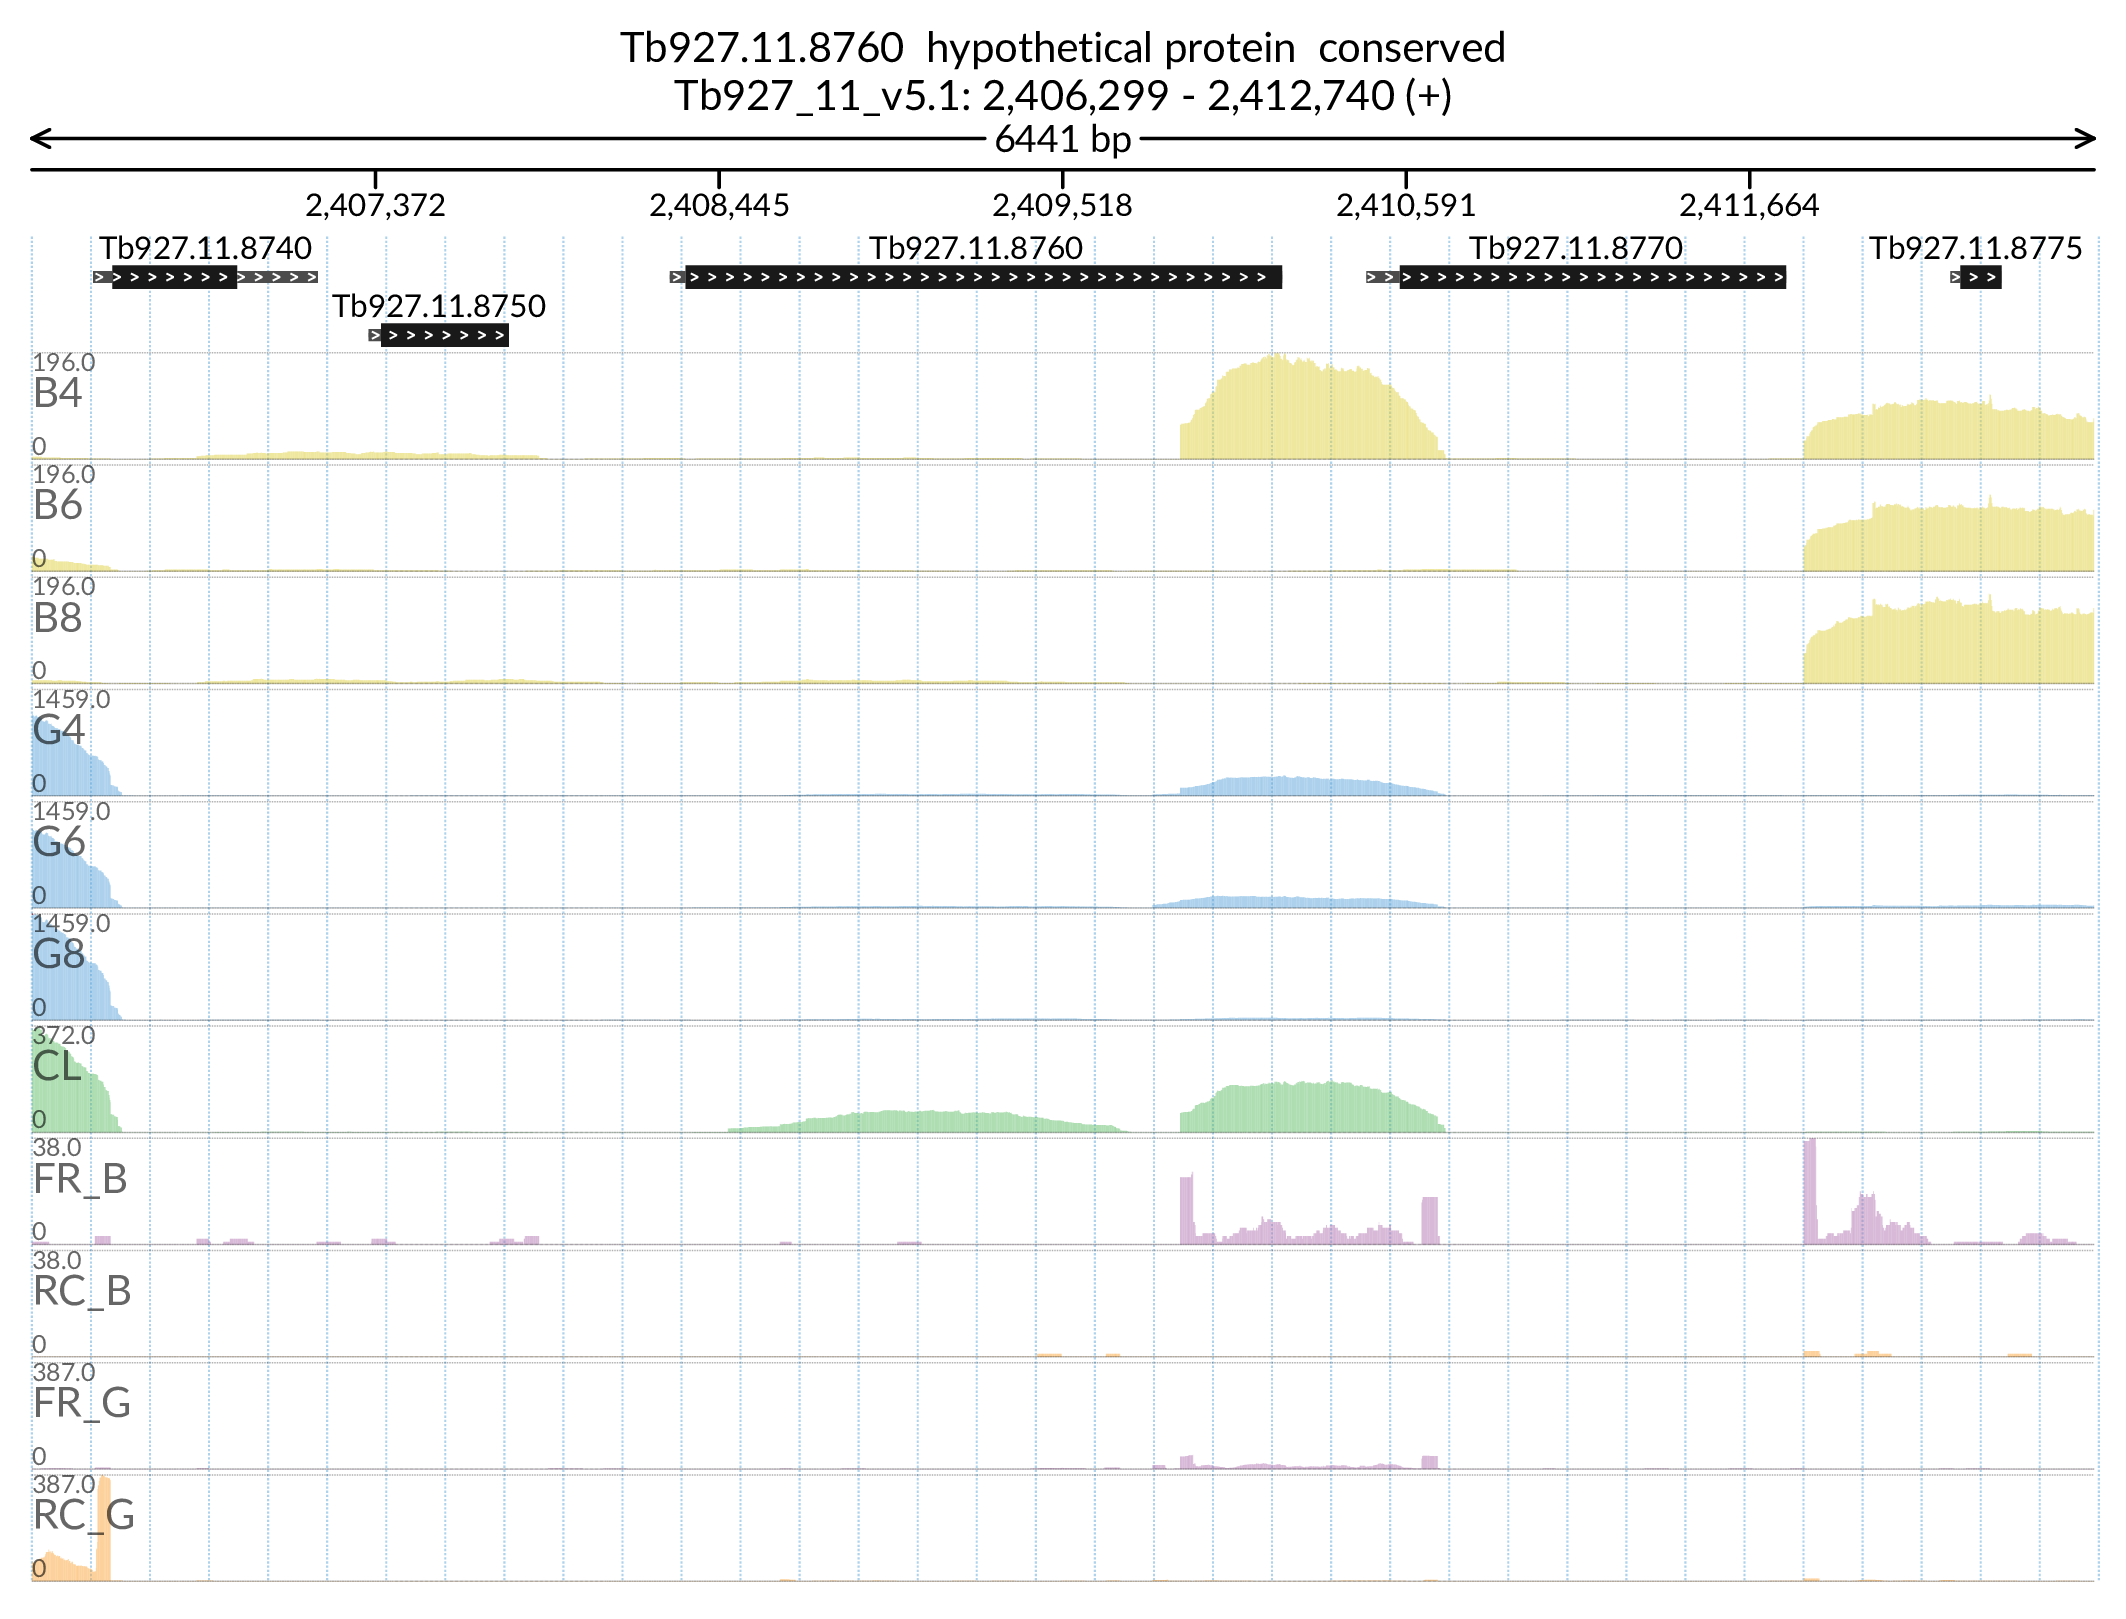 Tb927.11.8760  hypothetical protein  conserved
Tb927_11_v5.1: 2,406,299 - 2,412,740 (+)
6441 bp
2,407,372 2,408,445 2,409,518 2,410,591 2,411,664
Tb927.11.8740 Tb927.11.8760 Tb927.11.8770 Tb927.11.8775
Tb927.11.8750
196.0
B4
0
196.0
B6
0
196.0
B8
0
1459.0
G4
0
1459.0
G6
0
1459.0
G8
0
372.0
CL
0
38.0
FR_B
0
38.0
RC_B
0
387.0
FR_G
0
387.0
RC_G
0